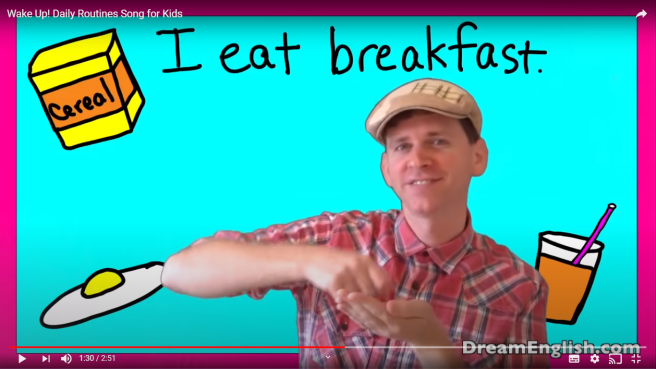 Wake Up! Daily Routines Song for Kids
I eat breakfast.
Cereal
DreamEnglish.com
1:30 / 2:51